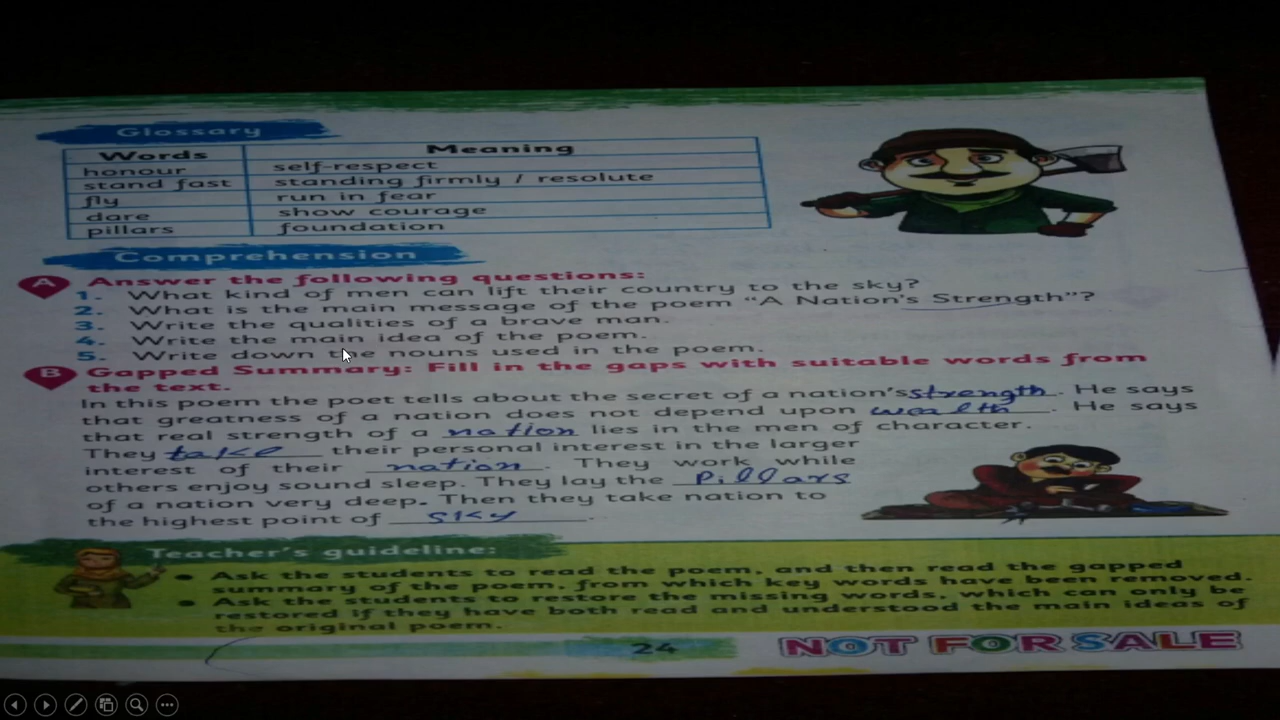 Glossary
Words Meaning
honour self-respect
stand fast standing firmly / resolute
fly run in fear
dare show courage
pillars foundation
Comprehension
A Answer the following questions:
1. What kind of men can lift their country to the sky?
2. What is the main message of the poem “A Nation's Strength”?
3. Write the qualities of a brave man.
4. Write the main idea of the poem.
5. Write down the nouns used in the poem.
B Gapped Summary: Fill in the gaps with suitable words from
the text.
In this poem the poet tells about the secret of a nation's strength. He says
that greatness of a nation does not depend upon wealth. He says
that real strength of a nation lies in the men of character.
They take their personal interest in the larger
interest of their nation. They work while
others enjoy sound sleep. They lay the Pillars
of a nation very deep. Then they take nation to
the highest point of sky.
Teacher's guideline:
• Ask the students to read the poem, and then read the gapped
summary of the poem, from which key words have been removed.
• Ask the students to restore the missing words, which can only be
restored if they have both read and understood the main ideas of
the original poem.
24
NOT FOR SALE